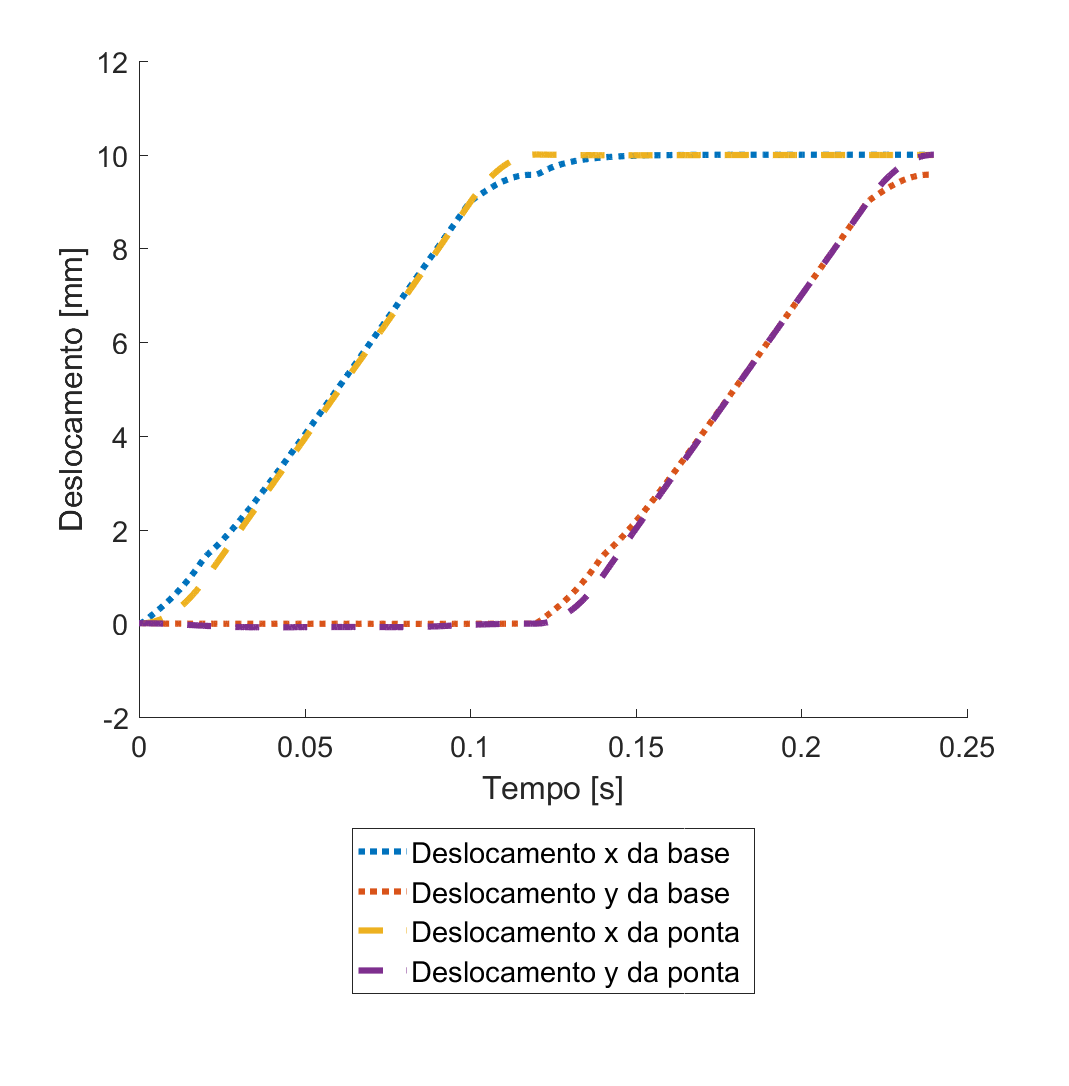 12
10
8
6
4
2
0
-2
Deslocamento [mm]
0 0.05 0.1 0.15 0.2 0.25
Tempo [s]
Deslocamento x da base
Deslocamento y da base
Deslocamento x da ponta
Deslocamento y da ponta